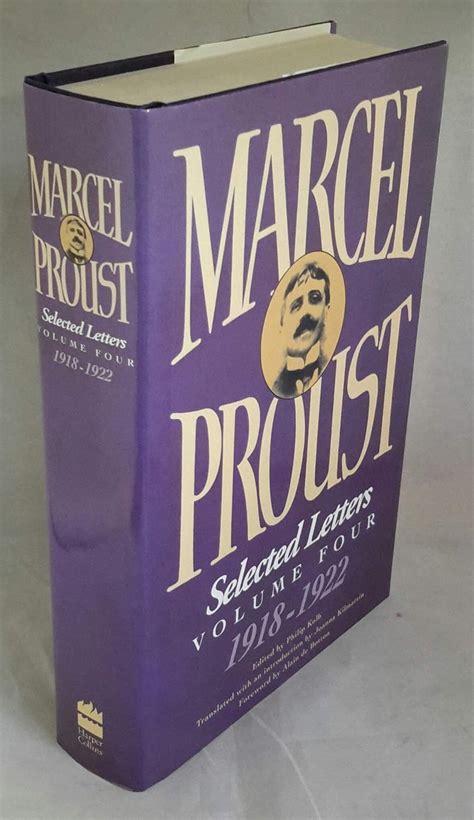 MARCEL
PROUST
Selected Letters
VOLUME FOUR
1918-1922
Harper
Collins
MARCEL
PROUST
Selected Letters
VOLUME FOUR
1918-1922
Edited by Philip Kolb
Translated with an introduction by Joanna Kilmartin
Foreword by Alain de Botton